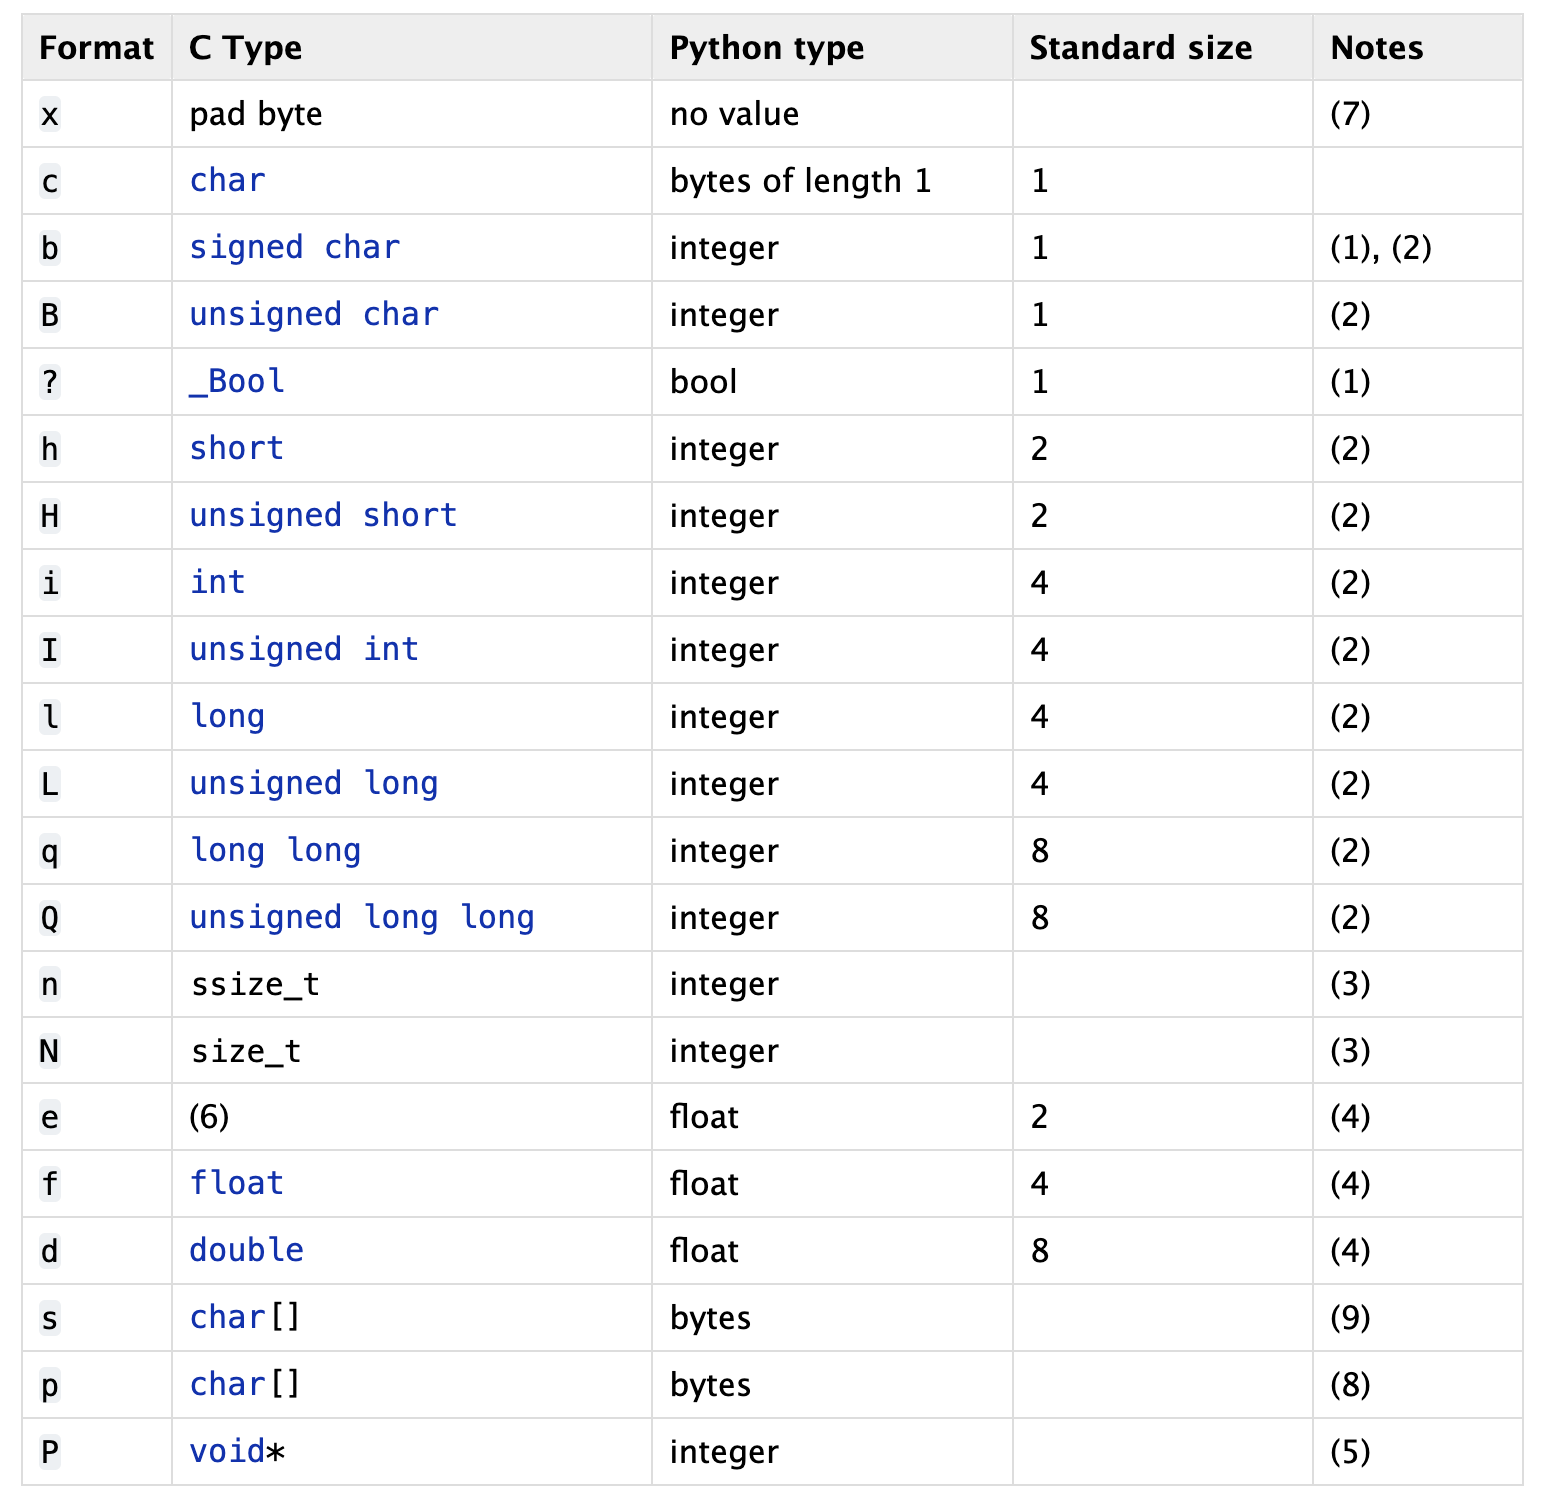 Format C Type Python type Standard size Notes
x pad byte no value (7)
c char bytes of length 1 1
b signed char integer 1 (1), (2)
B unsigned char integer 1 (2)
? _Bool bool 1 (1)
h short integer 2 (2)
H unsigned short integer 2 (2)
i int integer 4 (2)
I unsigned int integer 4 (2)
l long integer 4 (2)
L unsigned long integer 4 (2)
q long long integer 8 (2)
Q unsigned long long integer 8 (2)
n ssize_t integer (3)
N size_t integer (3)
e (6) float 2 (4)
f float float 4 (4)
d double float 8 (4)
s char[] bytes (9)
p char[] bytes (8)
P void* integer (5)